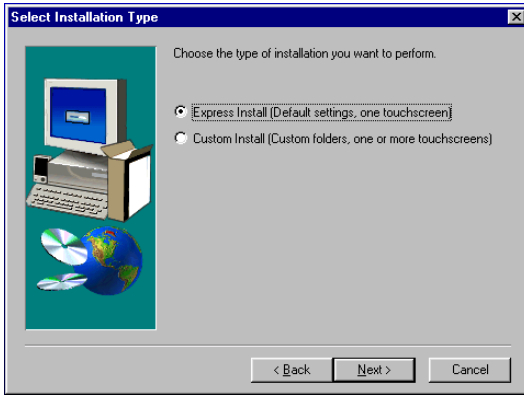 Select Installation Type
Choose the type of installation you want to perform.
Express Install (Default settings, one touchscreen)
Custom Install (Custom folders, one or more touchscreens)
< Back Next > Cancel